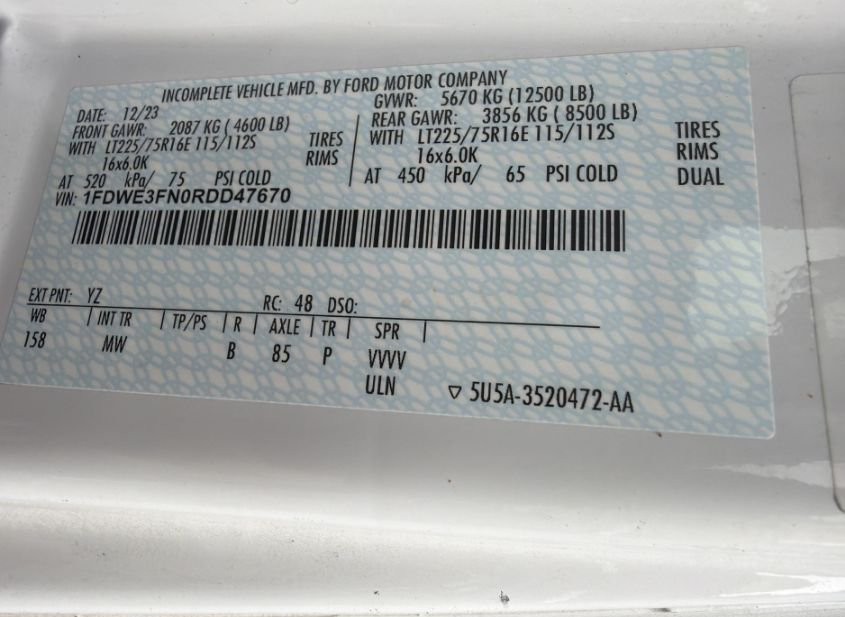 INCOMPLETE VEHICLE MFD. BY FORD MOTOR COMPANY
DATE: 12/23 GVWR: 5670 KG (12500 LB)
FRONT GAWR: 2087 KG ( 4600 LB) REAR GAWR: 3856 KG ( 8500 LB)
WITH LT225/75R16E 115/112S TIRES WITH LT225/75R16E 115/112S TIRES
16x6.0K RIMS 16x6.0K RIMS
AT 520 kPa/ 75 PSI COLD AT 450 kPa/ 65 PSI COLD DUAL
VIN: 1FDWE3FN0RDD47670
EXT PNT: YZ RC: 48 DSO:
WB | INT TR | TP/PS | R | AXLE | TR | SPR |
158 MW B 85 P VVVV
ULN ▽ 5U5A-3520472-AA